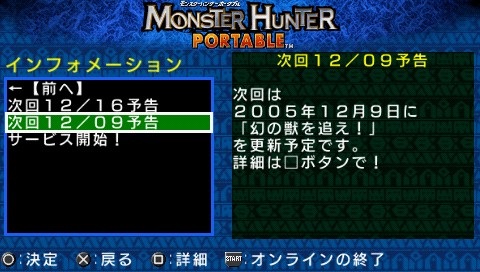 モンスターハンターポータブル
MONSTER HUNTER
PORTABLE™
インフォメーション
←【前へ】
次回12/16予告
次回12/09予告
サービス開始!
次回12/09予告
次回は
2005年12月9日に
「幻の獣を追え!」
を更新予定です。
詳細は□ボタンで!
○:決定 ×:戻る □:詳細 START:オンラインの終了